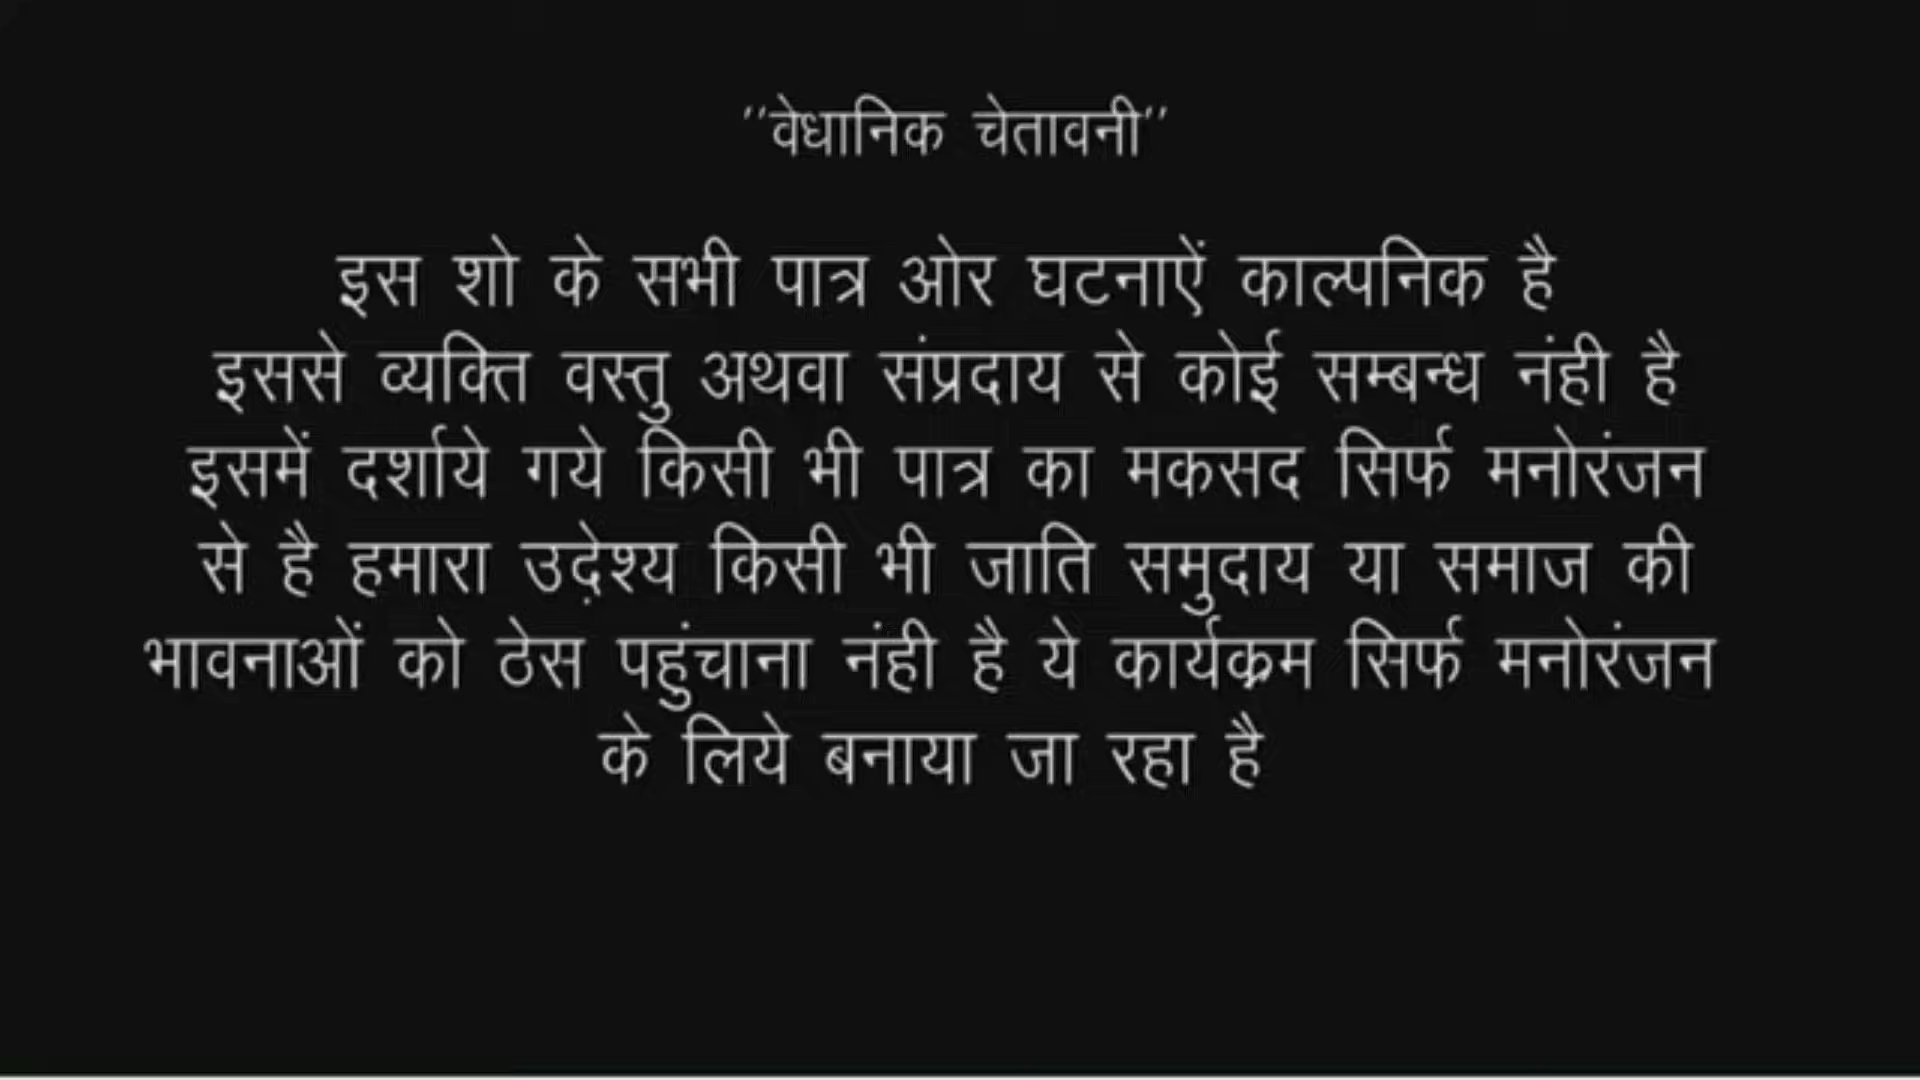 ''वेधानिक चेतावनी''
इस शो के सभी पात्र ओर घटनाऐं काल्पनिक है
इससे व्यक्ति वस्तु अथवा संप्रदाय से कोई सम्बन्ध नंही है
इसमें दर्शाये गये किसी भी पात्र का मकसद सिर्फ मनोरंजन
से है हमारा उद़ेश्य किसी भी जाति समुदाय या समाज की
भावनाओं को ठेस पहुंचाना नंही है ये कार्यक्रम सिर्फ मनोरंजन
के लिये बनाया जा रहा है